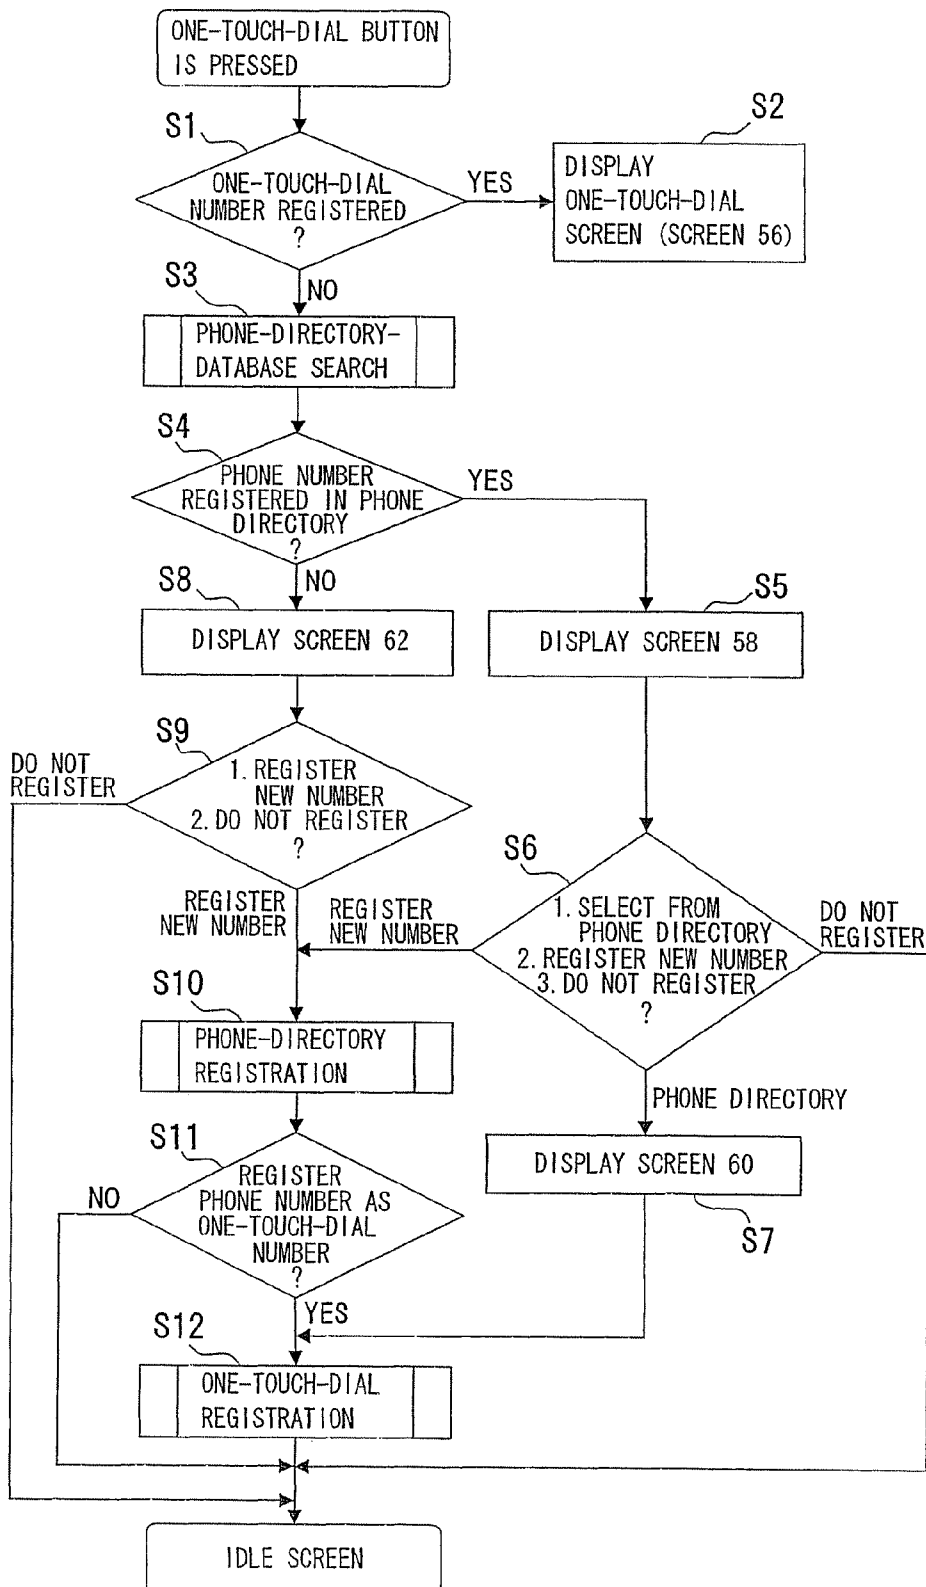 ONE-TOUCH-DIAL BUTTON
IS PRESSED
S1
ONE-TOUCH-DIAL
NUMBER REGISTERED
?
YES
S2
DISPLAY
ONE-TOUCH-DIAL
SCREEN (SCREEN 56)
NO
S3
PHONE-DIRECTORY-
DATABASE SEARCH
S4
PHONE NUMBER
REGISTERED IN PHONE
DIRECTORY
?
YES
NO
S8
DISPLAY SCREEN 62
S5
DISPLAY SCREEN 58
S9
DO NOT
REGISTER
1. REGISTER
NEW NUMBER
2. DO NOT REGISTER
?
S6
1. SELECT FROM
PHONE DIRECTORY
2. REGISTER NEW NUMBER
3. DO NOT REGISTER
?
DO NOT
REGISTER
REGISTER
NEW NUMBER
REGISTER
NEW NUMBER
S10
PHONE-DIRECTORY
REGISTRATION
PHONE DIRECTORY
DISPLAY SCREEN 60
S7
S11
REGISTER
PHONE NUMBER AS
ONE-TOUCH-DIAL
NUMBER
?
NO
YES
S12
ONE-TOUCH-DIAL
REGISTRATION
IDLE SCREEN